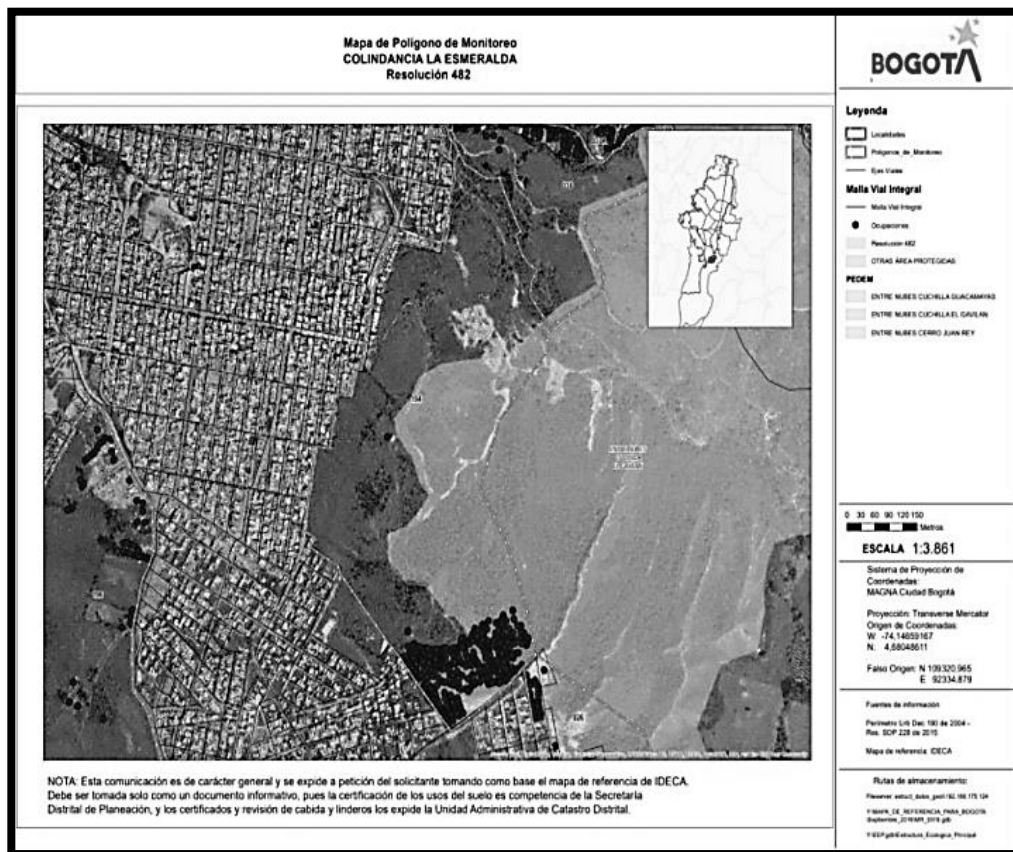 Mapa de Polígono de Monitoreo
COLINDANCIA LA ESMERALDA
Resolución 482
BOGOTÁ
Leyenda
Localidades
Polígonos_de_Monitoreo
Ejes Viales
Malla Vial Integral
Malla Vial Integral
Ocupaciones
Resolución 482
OTRAS ÁREA PROTEGIDAS
PEDEM
ENTRE NUBES CUCHILLA GUACAMAYAS
ENTRE NUBES CUCHILLA EL GAVILAN
ENTRE NUBES CERRO JUAN REY
0 30 60 90 120 150
Metros
ESCALA 1:3.861
Sistema de Proyección de
Coordenadas:
MAGNA Ciudad Bogotá
Proyección: Transverse Mercator
Origen de Coordenadas:
W: -74,14659167
N: 4,68048611
Falso Origen: N 109320,965
E 92334,879
Fuentes de información
Perímetro Urb Dec 190 de 2004 -
Res. SDP 228 de 2015
Mapa de referencia: IDECA
Rutas de almacenamiento:
NOTA: Esta comunicación es de carácter general y se expide a petición del solicitante tomando como base el mapa de referencia de IDECA.
Debe ser tomada solo como un documento informativo, pues la certificación de los usos del suelo es competencia de la Secretaría
Distrital de Planeación, y los certificados y revisión de cabida y linderos los expide la Unidad Administrativa de Catastro Distrital.